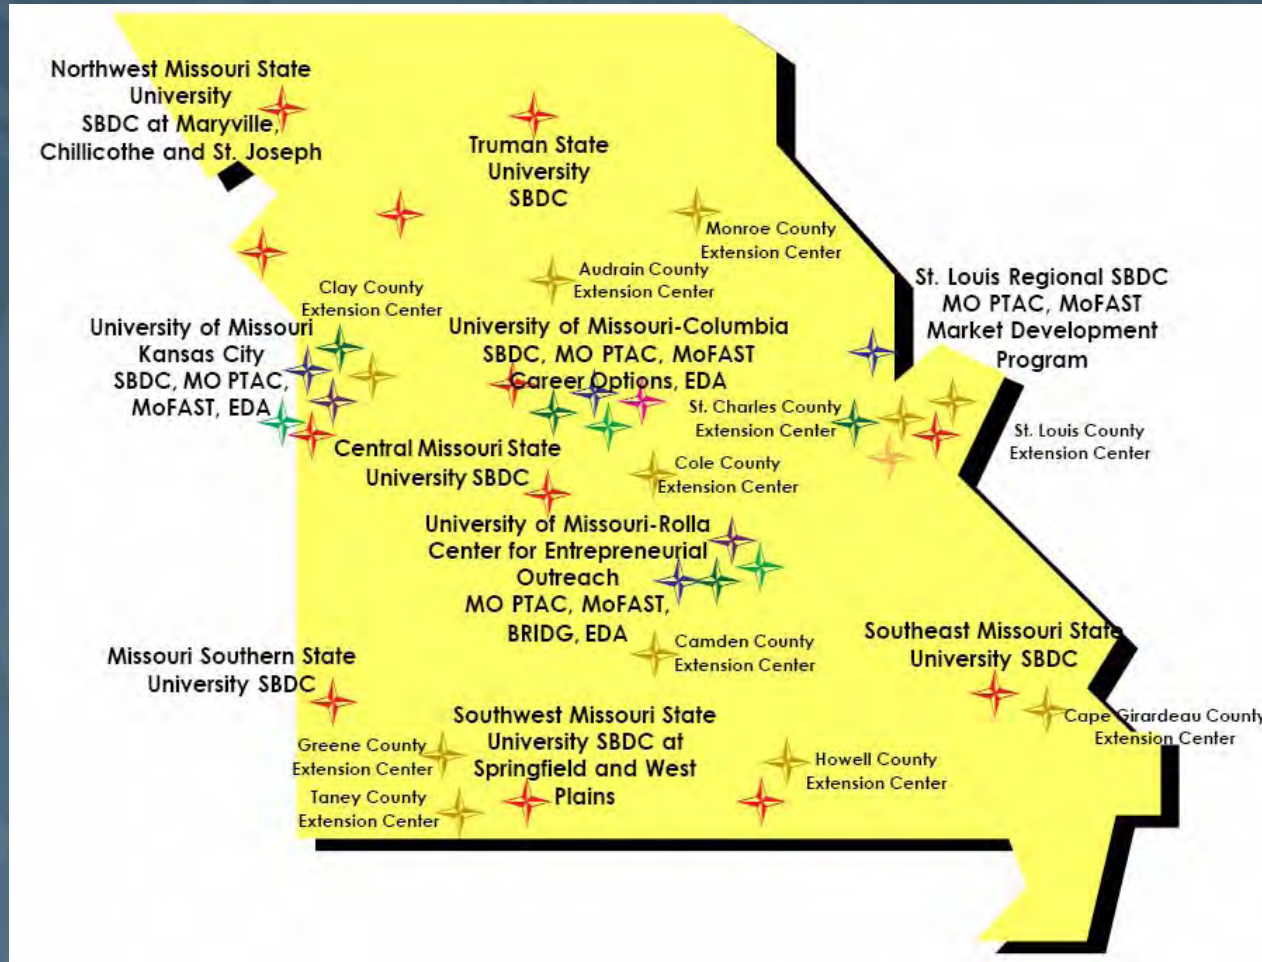 Northwest Missouri State
University
SBDC at Maryville,
Chillicothe and St. Joseph
Truman State
University
SBDC
Monroe County
Extension Center
Audrain County
Extension Center
Clay County
Extension Center
St. Louis Regional SBDC
MO PTAC, MoFAST
Market Development
Program
University of Missouri
Kansas City
SBDC, MO PTAC,
MoFAST, EDA
University of Missouri-Columbia
SBDC, MO PTAC, MoFAST
Career Options, EDA
St. Charles County
Extension Center
St. Louis County
Extension Center
Central Missouri State
University SBDC
Cole County
Extension Center
University of Missouri-Rolla
Center for Entrepreneurial
Outreach
MO PTAC, MoFAST,
BRIDG, EDA
Camden County
Extension Center
Southeast Missouri State
University SBDC
Missouri Southern State
University SBDC
Cape Girardeau County
Extension Center
Southwest Missouri State
University SBDC at
Springfield and West
Plains
Greene County
Extension Center
Howell County
Extension Center
Taney County
Extension Center